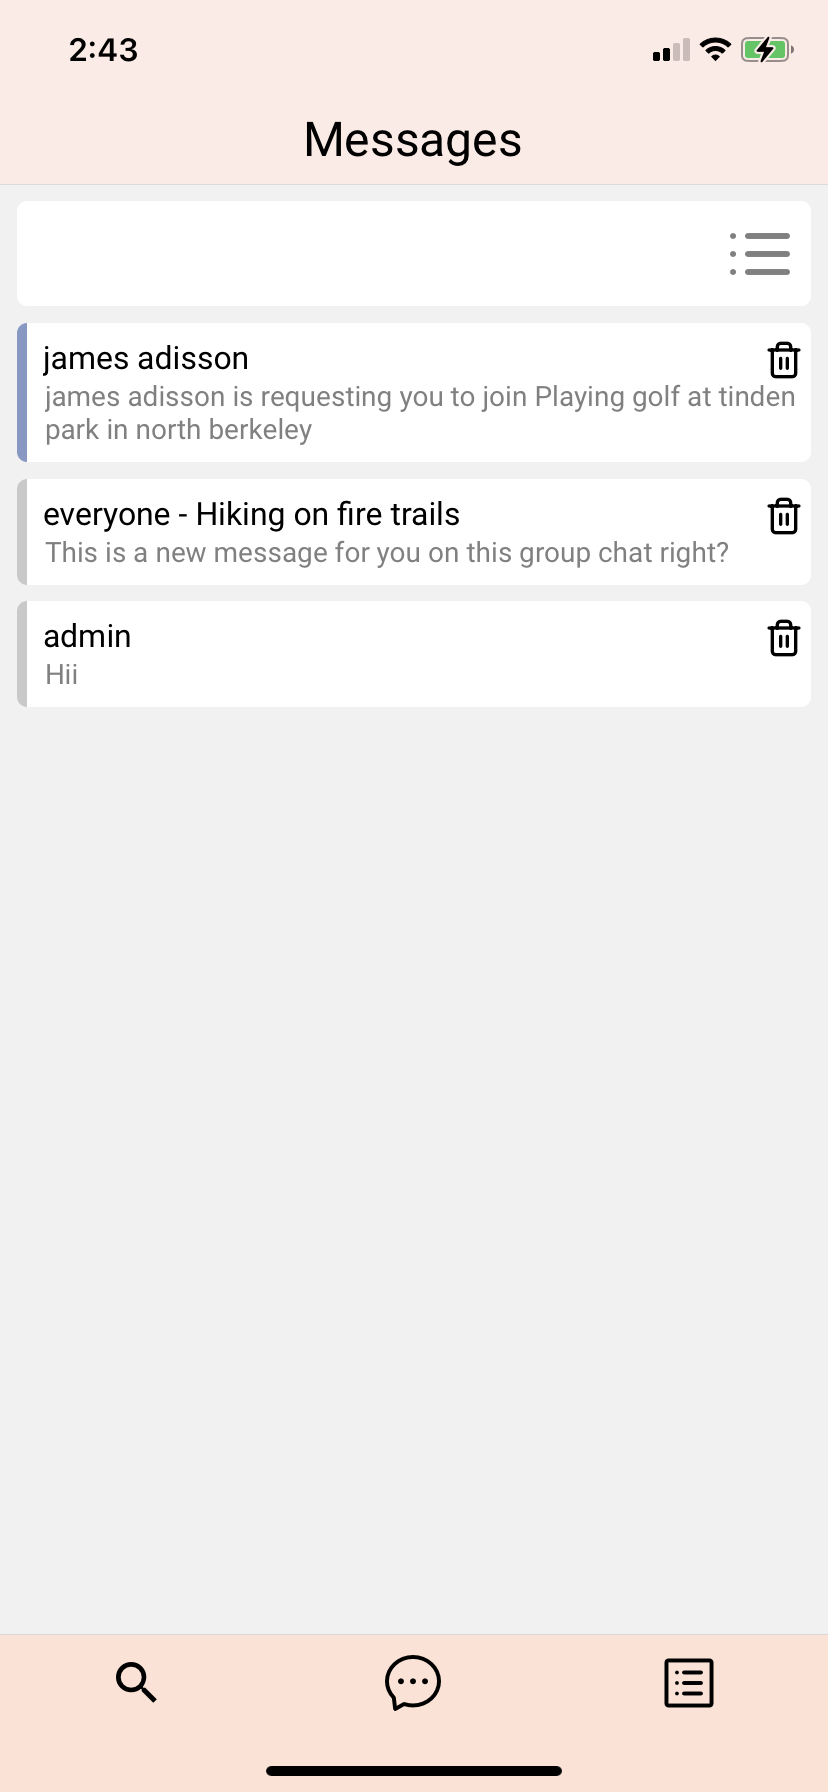 2:43
Messages
james adisson
james adisson is requesting you to join Playing golf at tinden
park in north berkeley
everyone - Hiking on fire trails
This is a new message for you on this group chat right?
admin
Hii